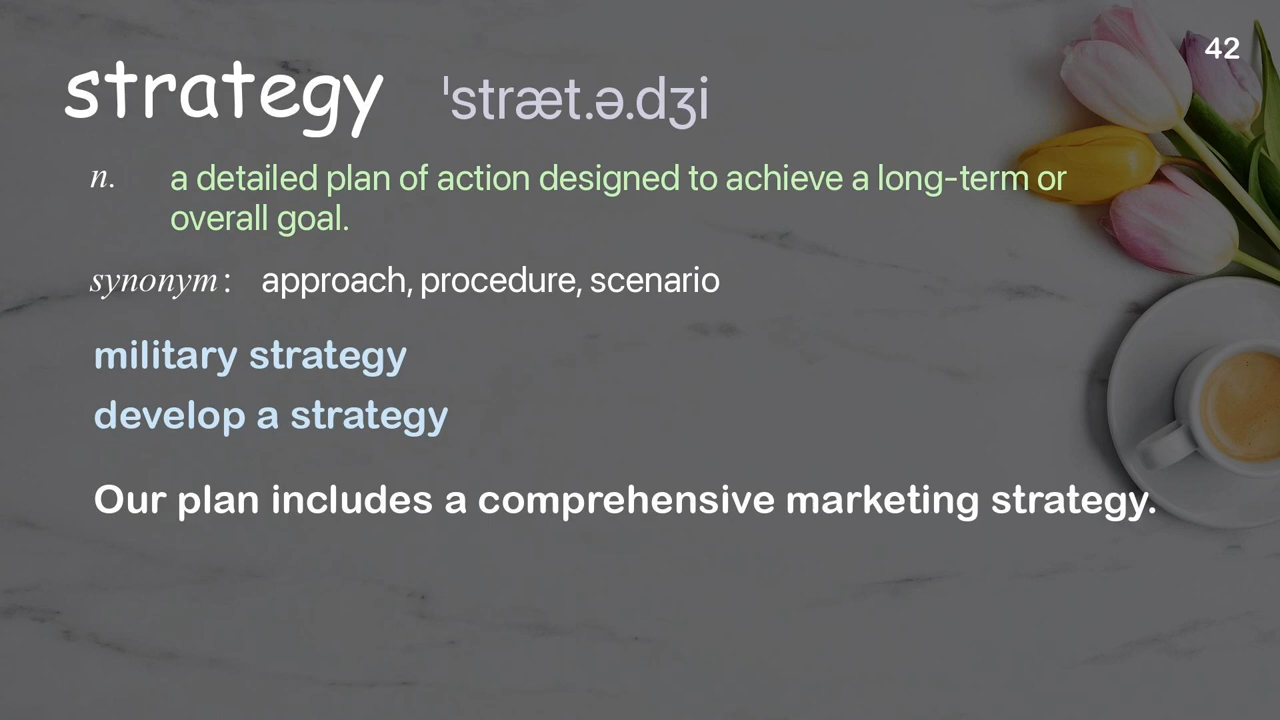 42
strategy ˈstræt.ə.dʒi
n. a detailed plan of action designed to achieve a long-term or
overall goal.
synonym: approach, procedure, scenario
military strategy
develop a strategy
Our plan includes a comprehensive marketing strategy.